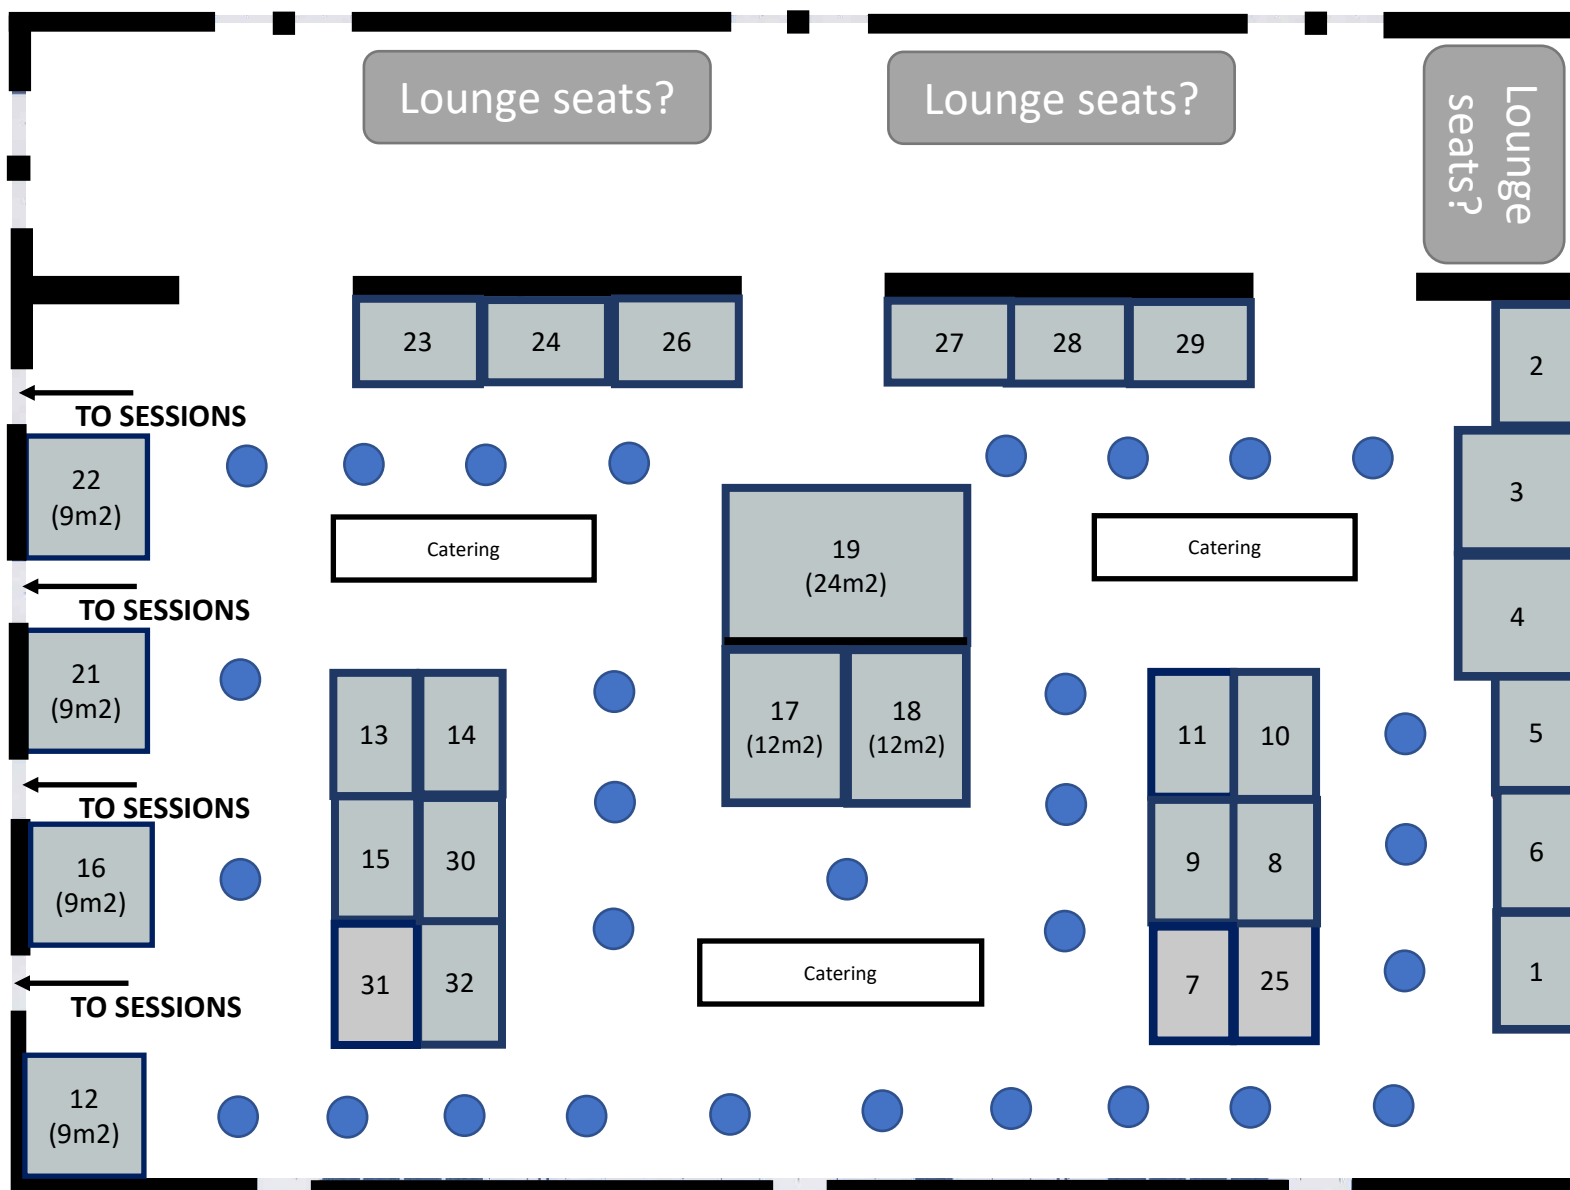 Lounge seats?
Lounge seats?
Lounge
seats?
23
24
26
27
28
29
2
TO SESSIONS
22
(9m2)
3
Catering
19
(24m2)
Catering
TO SESSIONS
4
21
(9m2)
13
14
17
(12m2)
18
(12m2)
11
10
5
TO SESSIONS
16
(9m2)
15
30
9
8
6
TO SESSIONS
31
32
Catering
7
25
1
12
(9m2)